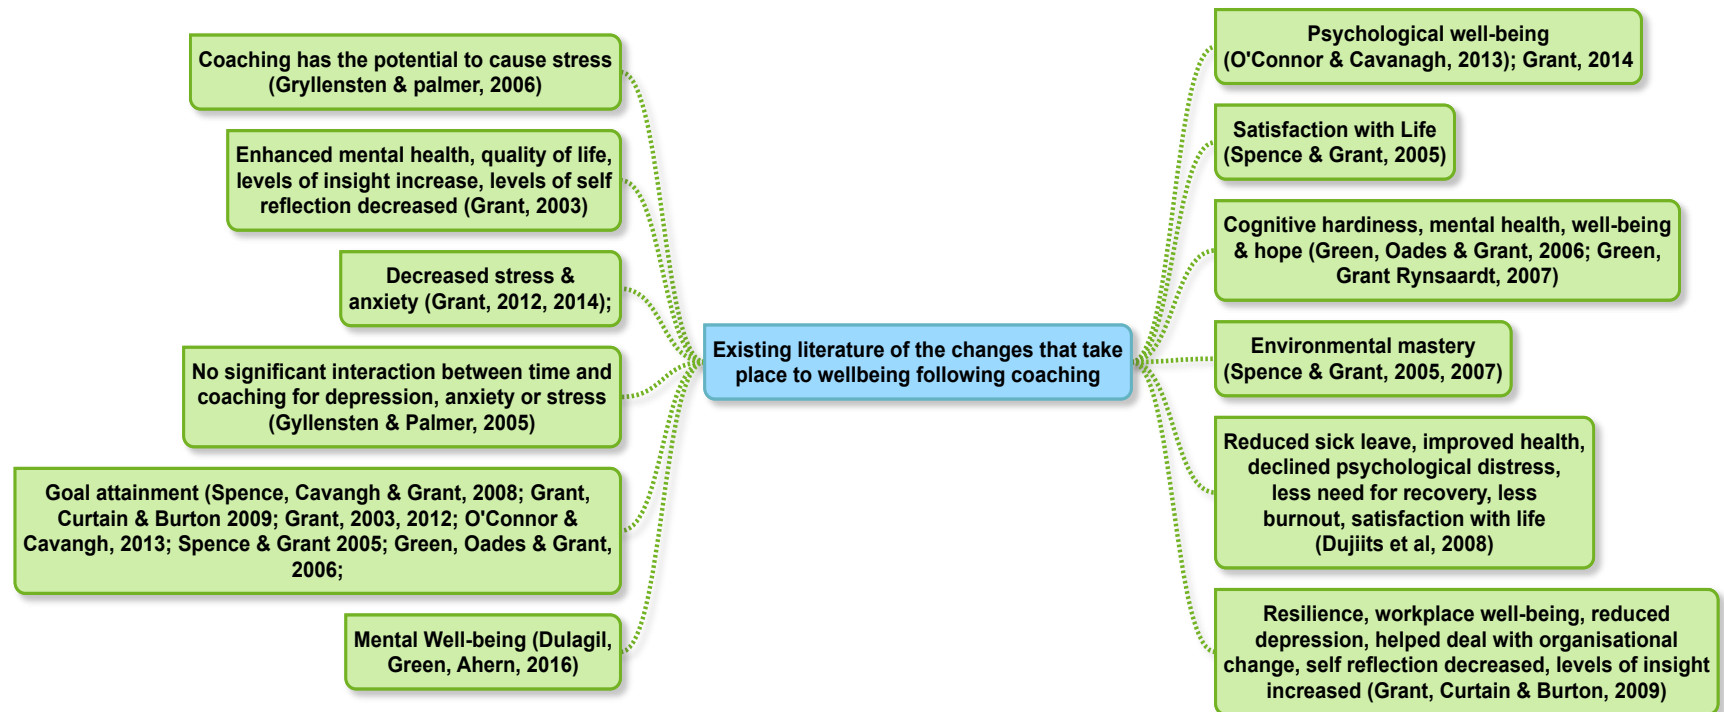 Coaching has the potential to cause stress
(Gryllensten & palmer, 2006)
Enhanced mental health, quality of life,
levels of insight increase, levels of self
reflection decreased (Grant, 2003)
Decreased stress &
anxiety (Grant, 2012, 2014);
No significant interaction between time and
coaching for depression, anxiety or stress
(Gyllensten & Palmer, 2005)
Goal attainment (Spence, Cavangh & Grant, 2008; Grant,
Curtain & Burton 2009; Grant, 2003, 2012; O'Connor &
Cavangh, 2013; Spence & Grant 2005; Green, Oades & Grant,
2006;
Mental Well-being (Dulagil,
Green, Ahern, 2016)
Existing literature of the changes that take
place to wellbeing following coaching
Psychological well-being
(O'Connor & Cavanagh, 2013); Grant, 2014
Satisfaction with Life
(Spence & Grant, 2005)
Cognitive hardiness, mental health, well-being
& hope (Green, Oades & Grant, 2006; Green,
Grant Rynsaardt, 2007)
Environmental mastery
(Spence & Grant, 2005, 2007)
Reduced sick leave, improved health,
declined psychological distress,
less need for recovery, less
burnout, satisfaction with life
(Dujiits et al, 2008)
Resilience, workplace well-being, reduced
depression, helped deal with organisational
change, self reflection decreased, levels of insight
increased (Grant, Curtain & Burton, 2009)